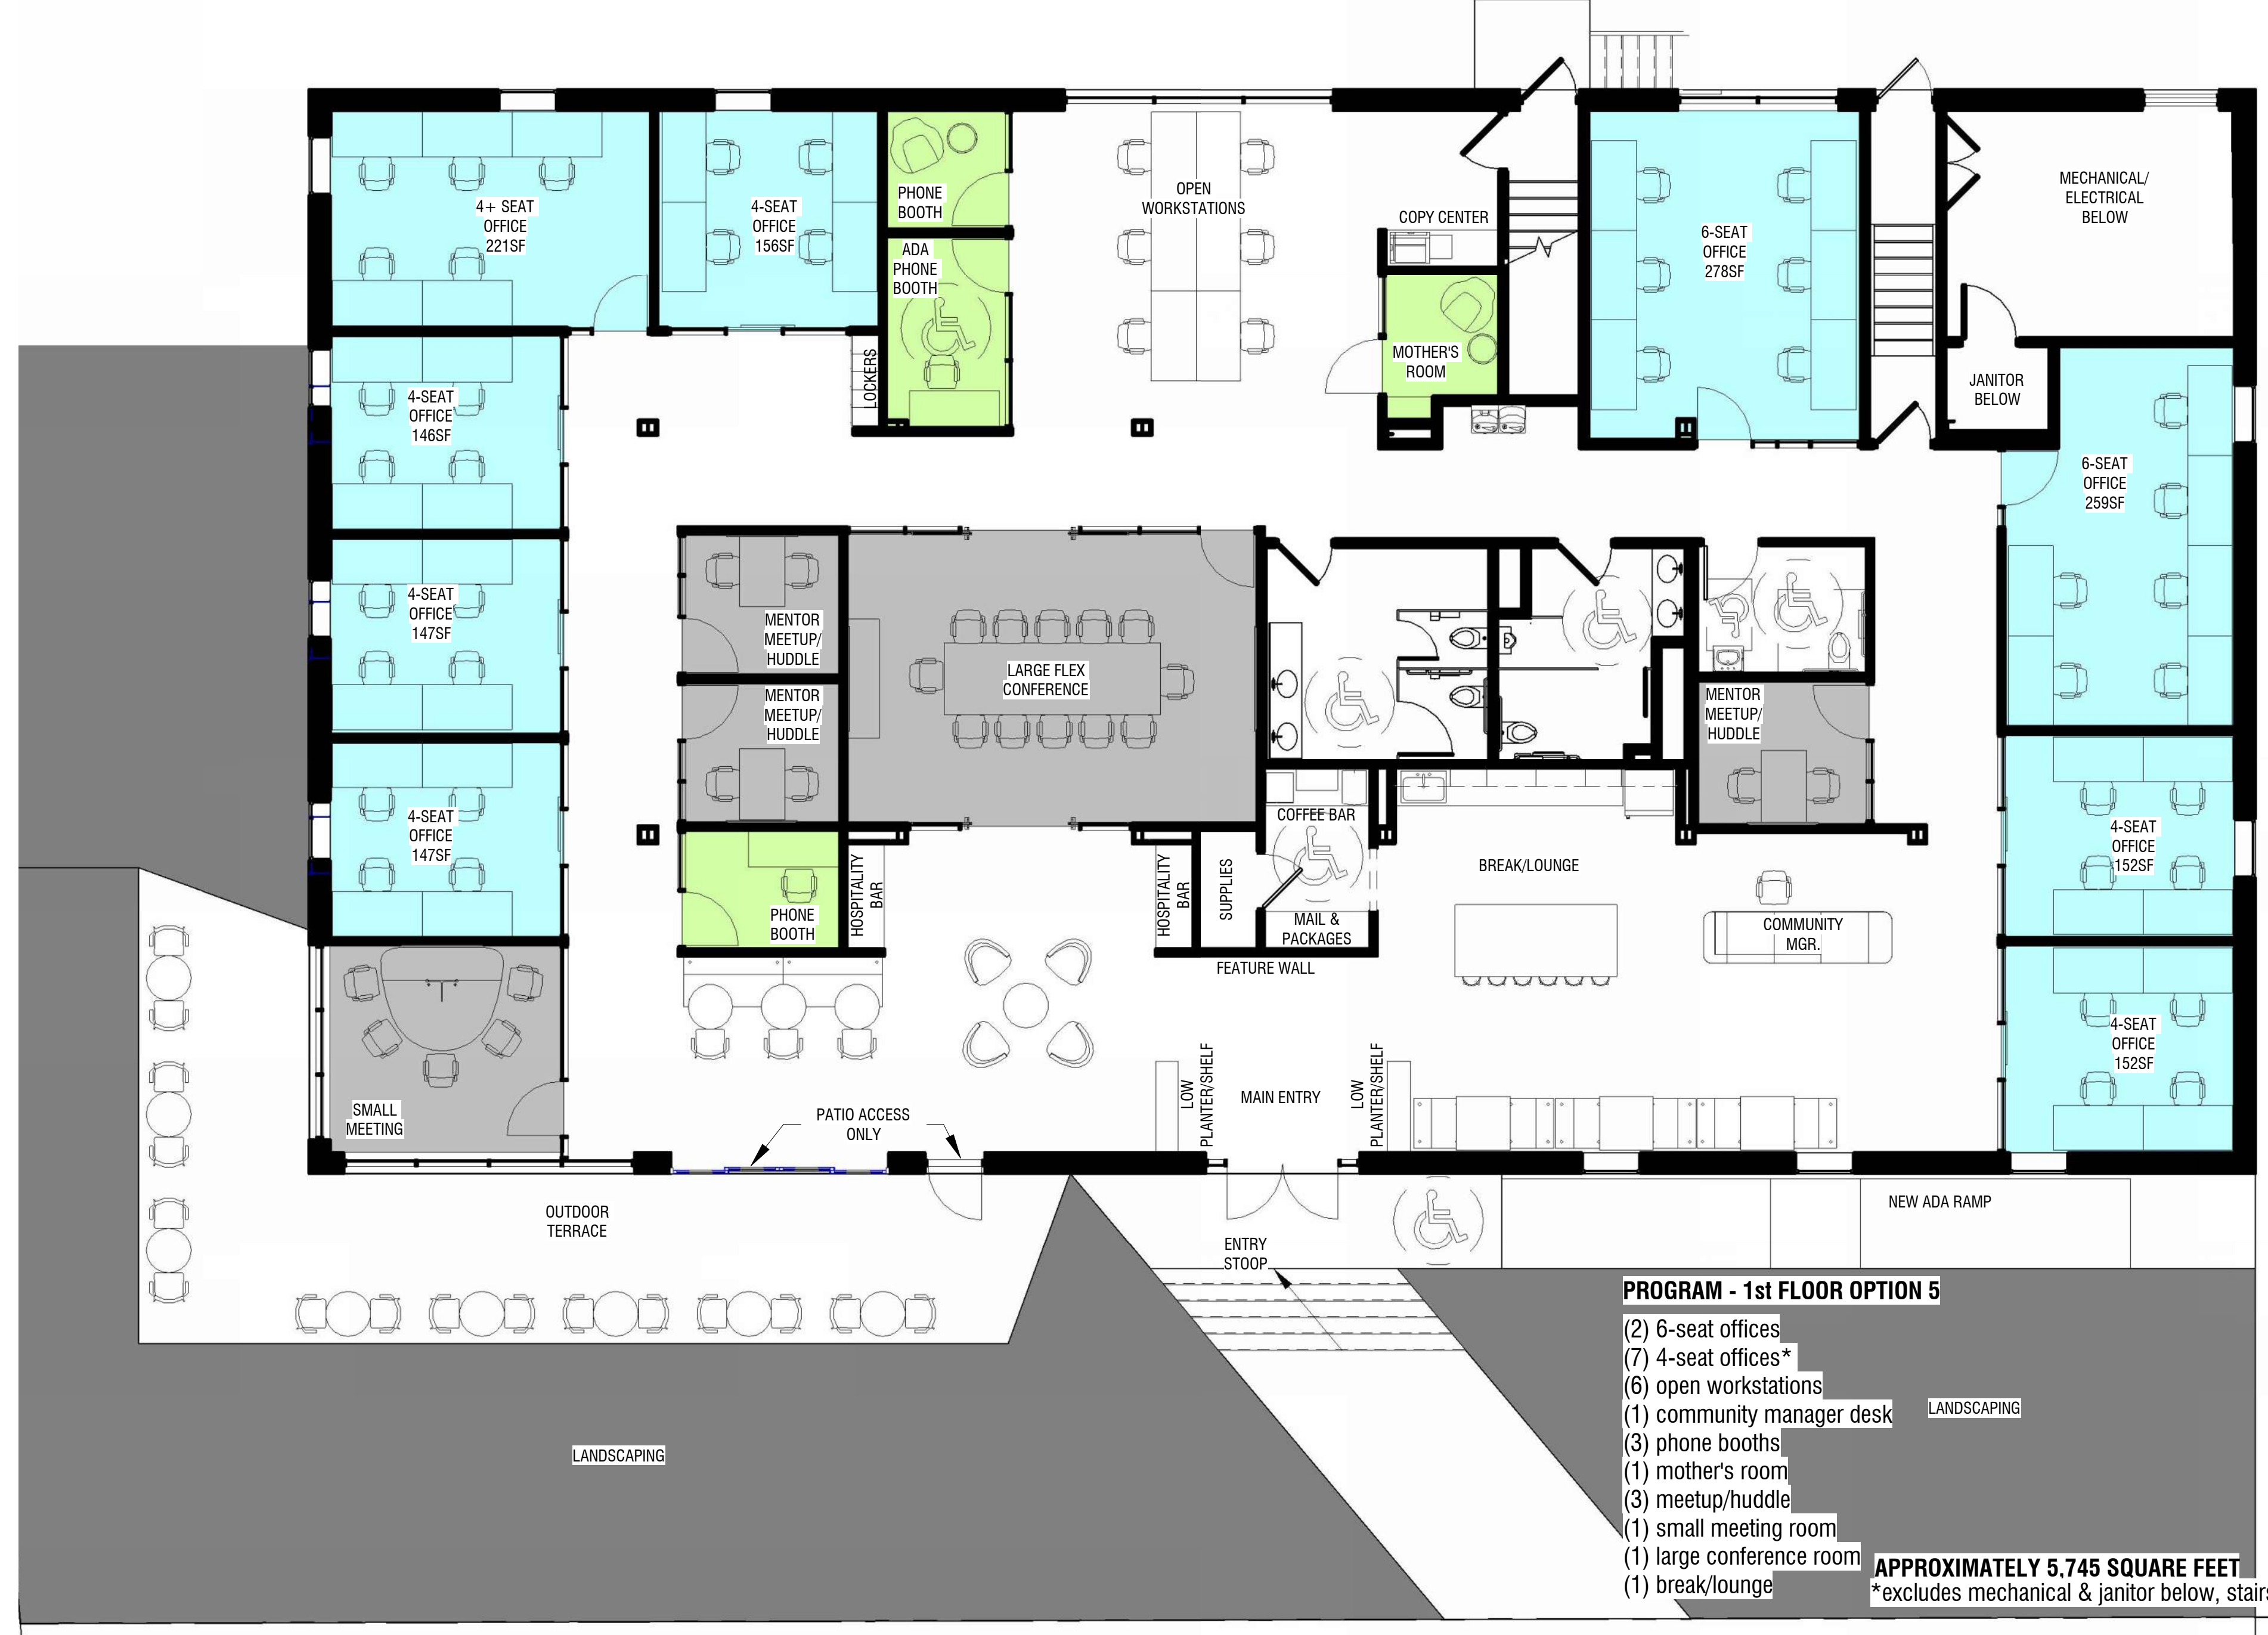 4+ SEAT
OFFICE
221SF
4-SEAT
OFFICE
156SF
PHONE
BOOTH
ADA
PHONE
BOOTH
OPEN
WORKSTATIONS
COPY CENTER
6-SEAT
OFFICE
278SF
MECHANICAL/
ELECTRICAL
BELOW
MOTHER'S
ROOM
JANITOR
BELOW
LOCKERS
4-SEAT
OFFICE
146SF
6-SEAT
OFFICE
259SF
4-SEAT
OFFICE
147SF
MENTOR
MEETUP/
HUDDLE
LARGE FLEX
CONFERENCE
MENTOR
MEETUP/
HUDDLE
MENTOR
MEETUP/
HUDDLE
4-SEAT
OFFICE
147SF
COFFEE BAR
BREAK/LOUNGE
4-SEAT
OFFICE
152SF
HOSPITALITY
BAR
HOSPITALITY
BAR
SUPPLIES
PHONE
BOOTH
MAIL &
PACKAGES
COMMUNITY
MGR.
FEATURE WALL
4-SEAT
OFFICE
152SF
SMALL
MEETING
PATIO ACCESS
ONLY
LOW
PLANTER/SHELF
MAIN ENTRY
LOW
PLANTER/SHELF
OUTDOOR
TERRACE
NEW ADA RAMP
ENTRY
STOOP
PROGRAM - 1st FLOOR OPTION 5
(2) 6-seat offices
(7) 4-seat offices*
(6) open workstations
(1) community manager desk
(3) phone booths
(1) mother's room
(3) meetup/huddle
(1) small meeting room
(1) large conference room
(1) break/lounge
LANDSCAPING
LANDSCAPING
APPROXIMATELY 5,745 SQUARE FEET
*excludes mechanical & janitor below, stairs